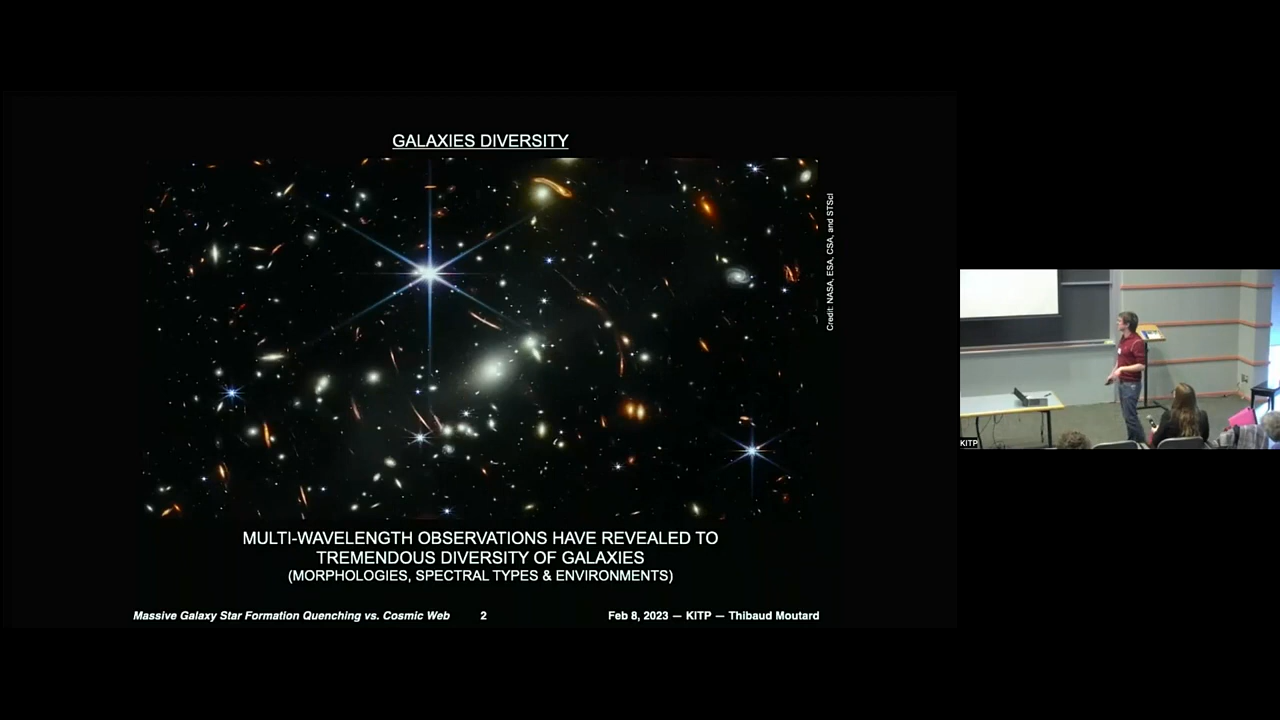 GALAXIES DIVERSITY
Credit: NASA, ESA, CSA, and STScI
MULTI-WAVELENGTH OBSERVATIONS HAVE REVEALED TO
TREMENDOUS DIVERSITY OF GALAXIES
(MORPHOLOGIES, SPECTRAL TYPES & ENVIRONMENTS)
Massive Galaxy Star Formation Quenching vs. Cosmic Web 2 Feb 8, 2023 — KITP — Thibaud Moutard
KITP